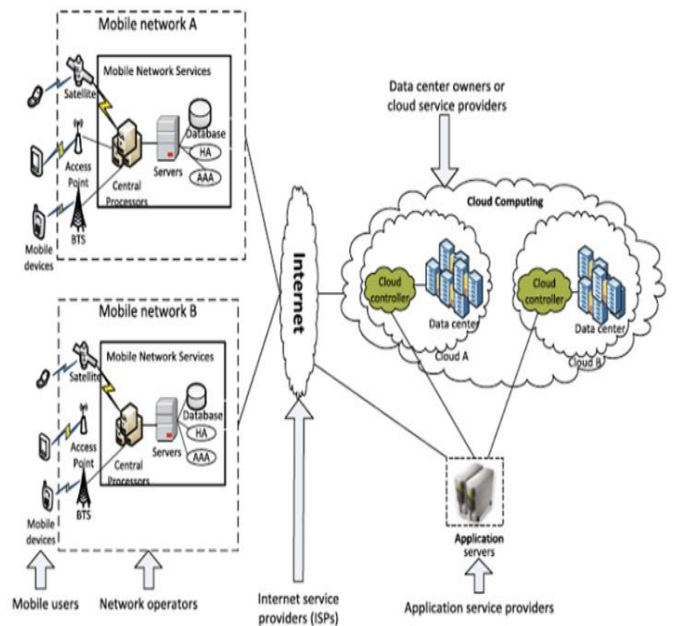 Mobile network A
Mobile Network Services
Satellite
Database
HA
AAA
Access
Point
Servers
Central
Processors
BTS
Mobile
devices
Mobile network B
Mobile Network Services
Satellite
Database
HA
AAA
Access
Point
Servers
Central
Processors
BTS
Mobile
devices
Mobile users
Network operators
Internet
Internet service
providers (ISPs)
Data center owners or
cloud service providers
Cloud Computing
Cloud
controller
Data center
Cloud A
Cloud
controller
Data center
Cloud B
Application
servers
Application service providers